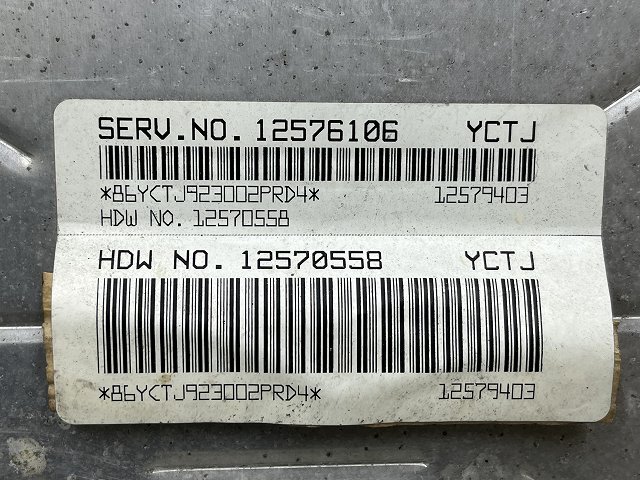 SERV.NO. 12576106 YCTJ
*86YCTJ923002PRD4* 12579403
HDW NO. 12570558
HDW NO. 12570558 YCTJ
*86YCTJ923002PRD4* 12579403